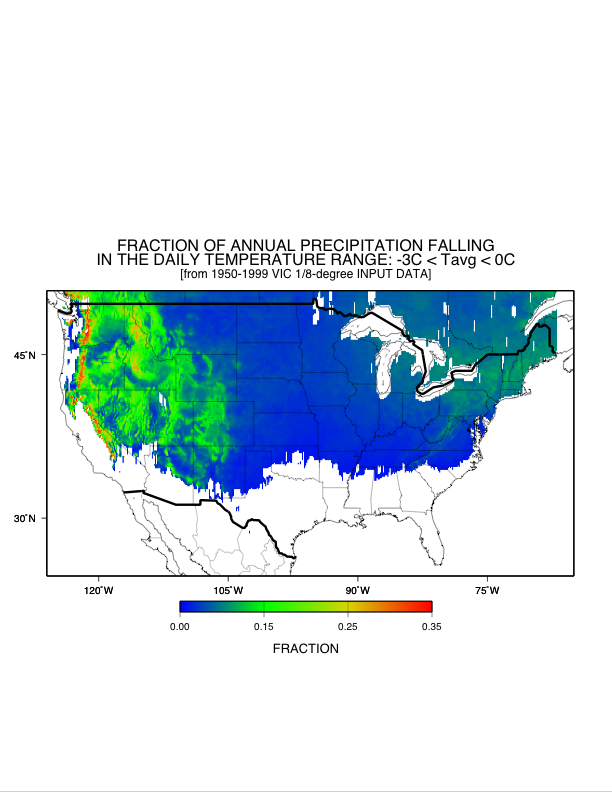 FRACTION OF ANNUAL PRECIPITATION FALLING
IN THE DAILY TEMPERATURE RANGE: -3C < Tavg < 0C
[from 1950-1999 VIC 1/8-degree INPUT DATA]
45˚N
30˚N
120˚W 105˚W 90˚W 75˚W
0.00 0.15 0.25 0.35
FRACTION